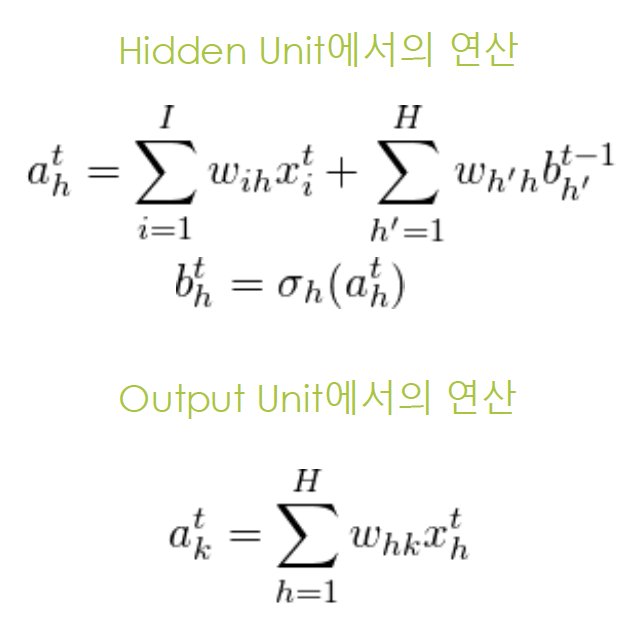 Hidden Unit에서의 연산
a_h^t = \sum_{i=1}^{I} w_{ih} x_i^t + \sum_{h'=1}^{H} w_{h'h} b_{h'}^{t-1}
b_h^t = \sigma_h(a_h^t)
Output Unit에서의 연산
a_k^t = \sum_{h=1}^{H} w_{hk} x_h^t